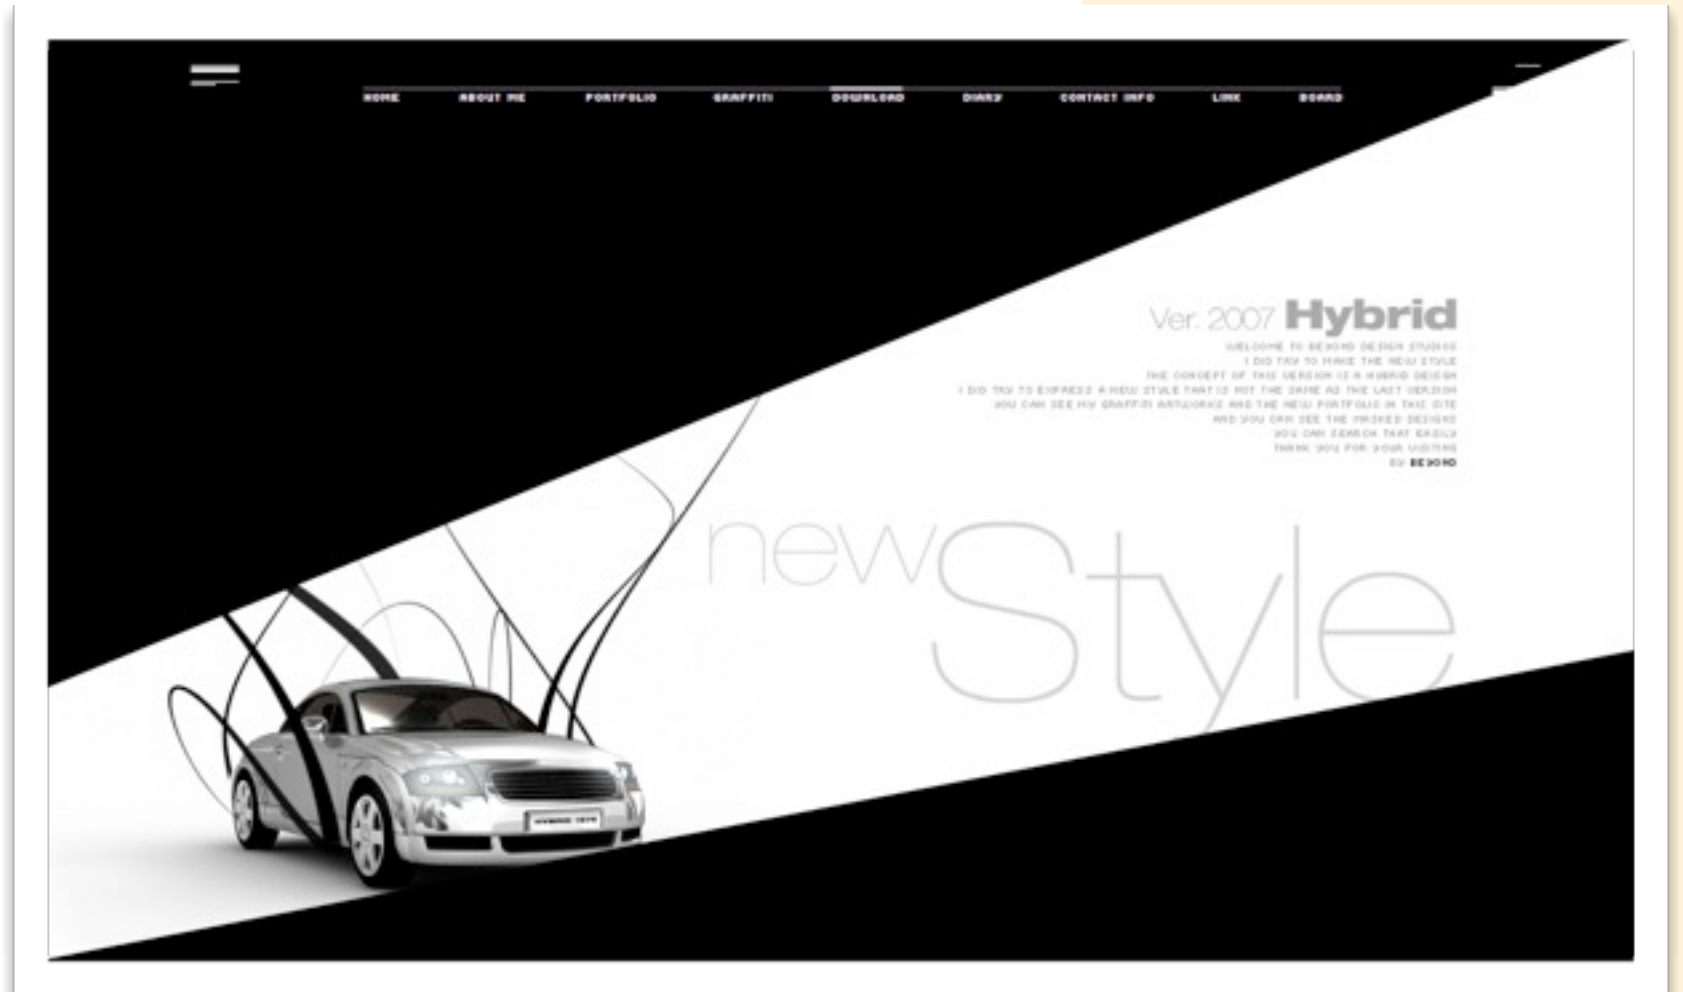 HOME ABOUT ME PORTFOLIO GRAFFITI DOWNLOAD DIARY CONTACT INFO LINK BOARD
Ver. 2007 Hybrid
WELCOME TO BEYOND DESIGN STUDIOS
I DID TRY TO MAKE THE NEW STYLE
THE CONCEPT OF THIS VERSION IS A HYBRID DEISGN
I DID TRY TO EXPRESS A NEW STYLE THAT IS NOT THE SAME AS THE LAST VERSION
YOU CAN SEE MY GRAFFITI ARTWORKS AND THE NEW PORTFOLIO IN THIS SITE
AND YOU CAN SEE THE MASKED DESIGNS
YOU CAN SEARCH THAT EASILY
THANK YOU FOR YOUR VISITING
BY BEYOND
new Style
HYBRID